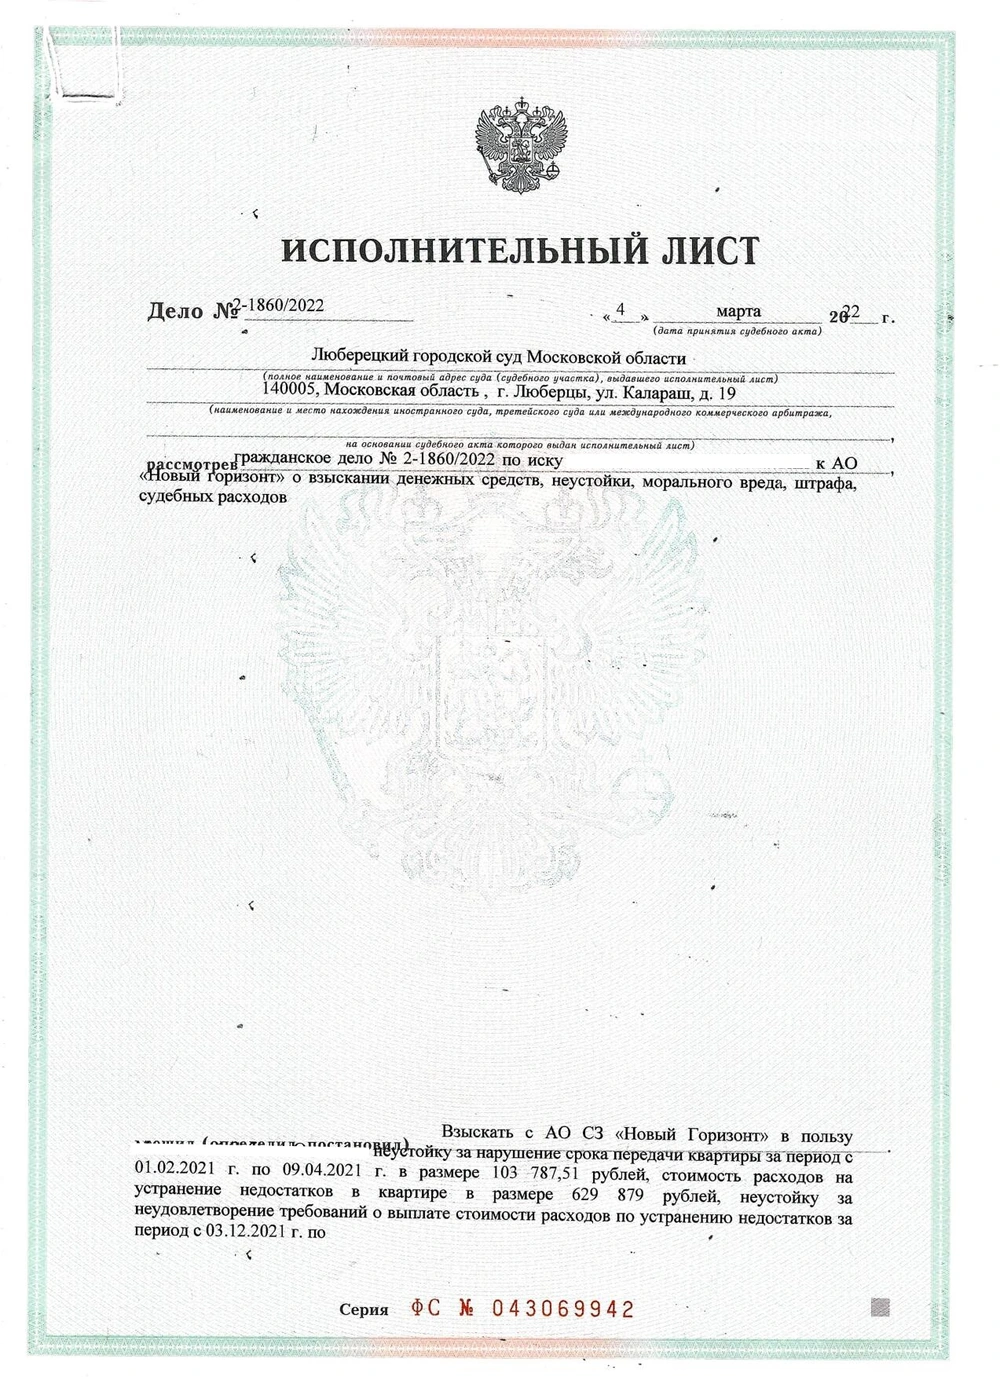 ИСПОЛНИТЕЛЬНЫЙ ЛИСТ
Дело № 2-1860/2022 « 4 » марта 2022 г.
(дата принятия судебного акта)
Люберецкий городской суд Московской области
(полное наименование и почтовый адрес суда (судебного участка), выдавшего исполнительный лист)
140005, Московская область , г. Люберцы, ул. Калараш, д. 19
(наименование и место нахождения иностранного суда, третейского суда или международного коммерческого арбитража,
на основании судебного акта которого выдан исполнительный лист)
рассмотрев гражданское дело № 2-1860/2022 по иску к АО
«Новый горизонт» о взыскании денежных средств, неустойки, морального вреда, штрафа,
судебных расходов
(определил, постановил) Взыскать с АО СЗ «Новый Горизонт» в пользу
неустойку за нарушение срока передачи квартиры за период с
01.02.2021 г. по 09.04.2021 г. в размере 103 787,51 рублей, стоимость расходов на
устранение недостатков в квартире в размере 629 879 рублей, неустойку за
неудовлетворение требований о выплате стоимости расходов по устранению недостатков за
период с 03.12.2021 г. по
Серия ФС № 043069942